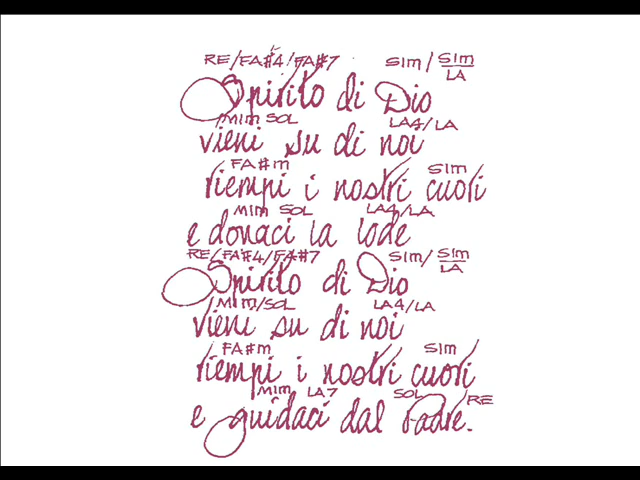 RE/FA#4/FA#7 SIM/SIM/LA
Spirito di Dio
MIM SOL LA4/LA
vieni su di noi
FA#m SIM
riempi i nostri cuori
MIM SOL LA4/LA
e donaci la lode
RE/FA#4/FA#7 SIM/SIM/LA
Spirito di Dio
MIM/SOL LA4/LA
vieni su di noi
FA#m SIM
riempi i nostri cuori
MIM LA7 SOL RE
e guidaci dal Padre.